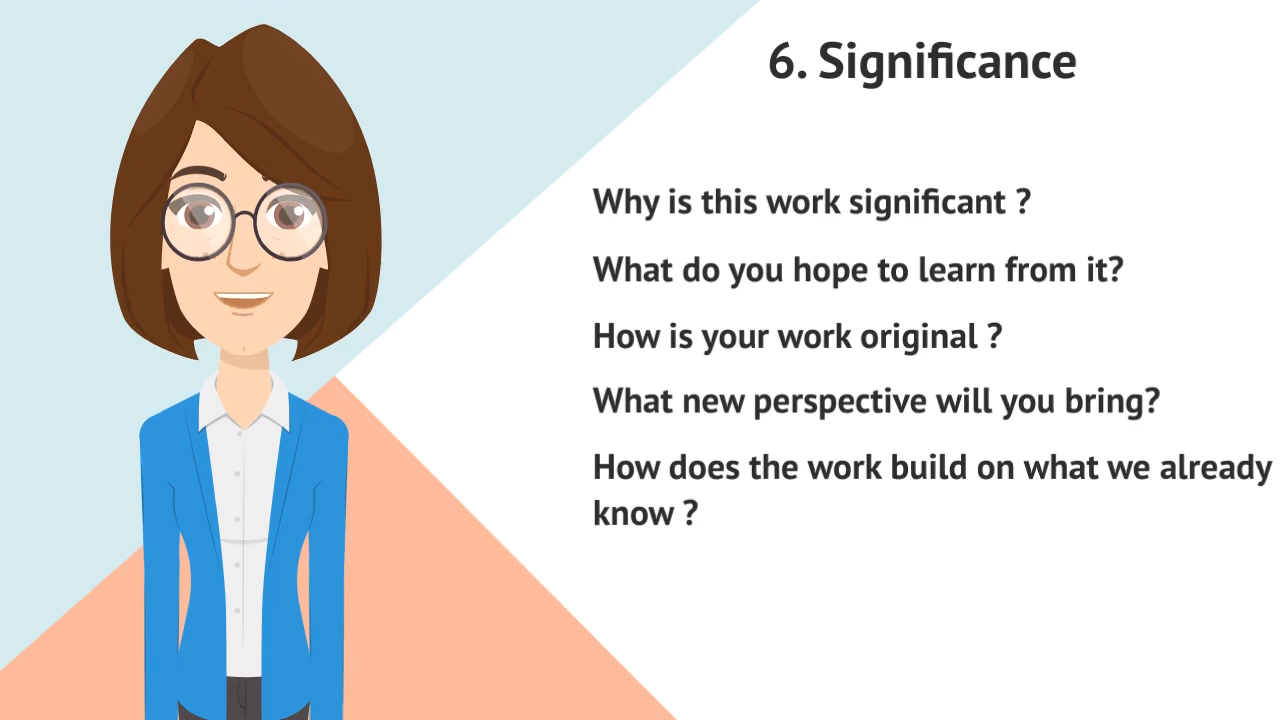 6. Significance
Why is this work significant ?
What do you hope to learn from it?
How is your work original ?
What new perspective will you bring?
How does the work build on what we already
know ?